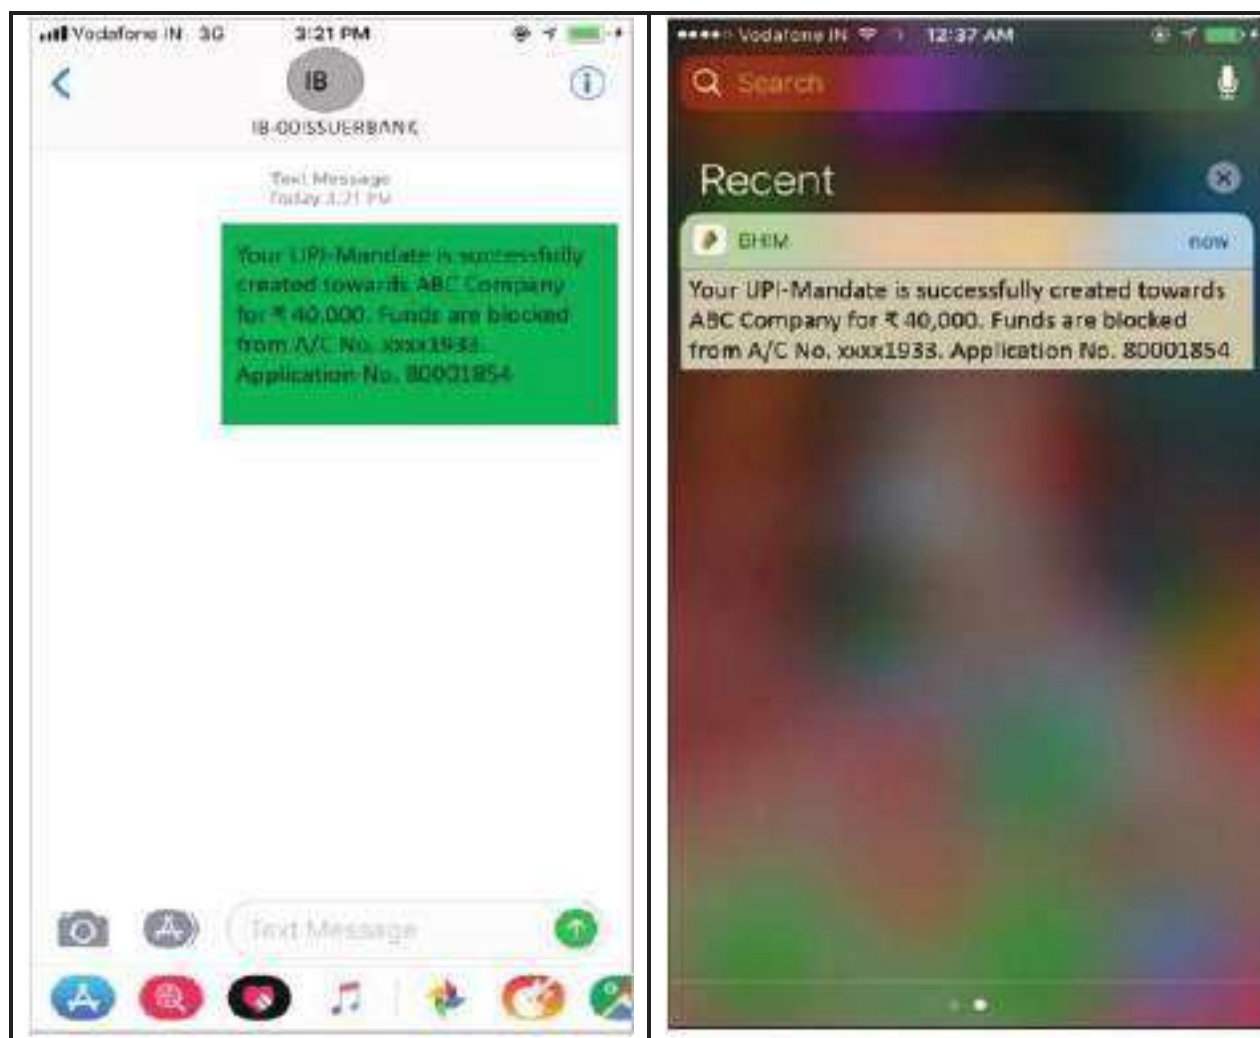 Vodafone IN 3G 3:21 PM
IB
IB-00ISSUERBANK
Text Message
Today 3:21 PM
Your UPI-Mandate is successfully
created towards ABC Company
for ₹ 40,000. Funds are blocked
from A/C No. xxxx1933.
Application No. 80001854
Text Message
Vodafone IN 12:37 AM
Search
Recent
BHIM now
Your UPI-Mandate is successfully created towards
ABC Company for ₹ 40,000. Funds are blocked
from A/C No. xxxx1933. Application No. 80001854